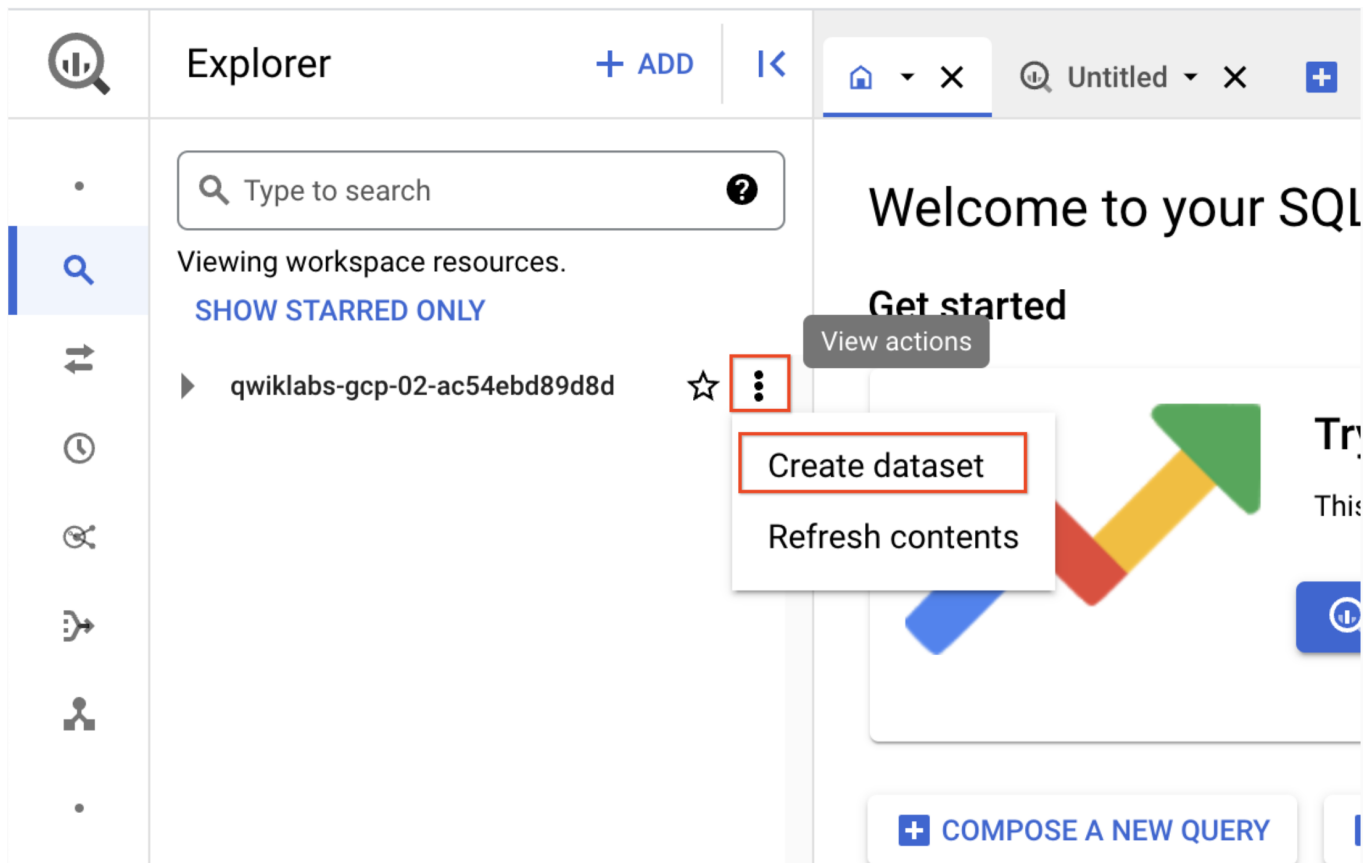 Explorer
ADD
Untitled
Type to search
Viewing workspace resources.
SHOW STARRED ONLY
qwiklabs-gcp-02-ac54ebd89d8d
View actions
Create dataset
Refresh contents
Welcome to your SQL
Get started
Try
This
COMPOSE A NEW QUERY